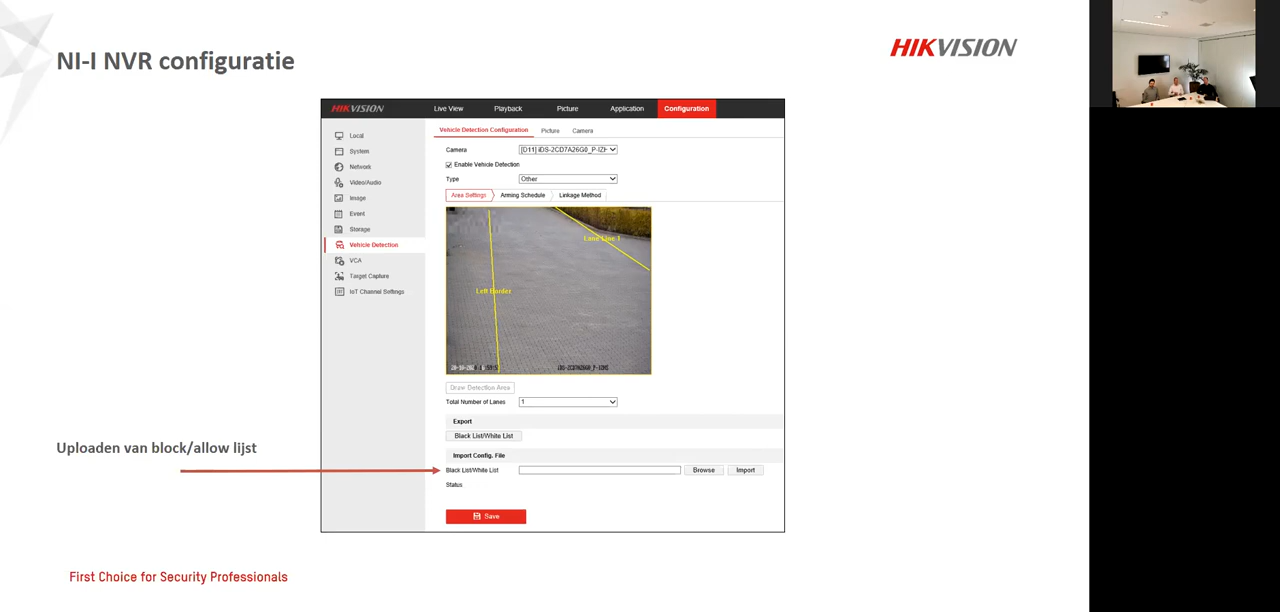 NI-I NVR configuratie
HIKVISION
HIKVISION
Live View
Playback
Picture
Application
Configuration
Local
System
Network
Video/Audio
Image
Event
Storage
Vehicle Detection
VCA
Target Capture
IoT Channel Settings
Vehicle Detection Configuration
Picture
Camera
Camera
Enable Vehicle Detection
Type
Other
Area Settings
Arming Schedule
Linkage Method
Lane Line 1
Left Border
Draw Detection Area
Total Number of Lanes
1
Export
Black List/White List
Import Config. File
Black List/White List
Browse
Import
Status
Save
Uploaden van block/allow lijst
First Choice for Security Professionals